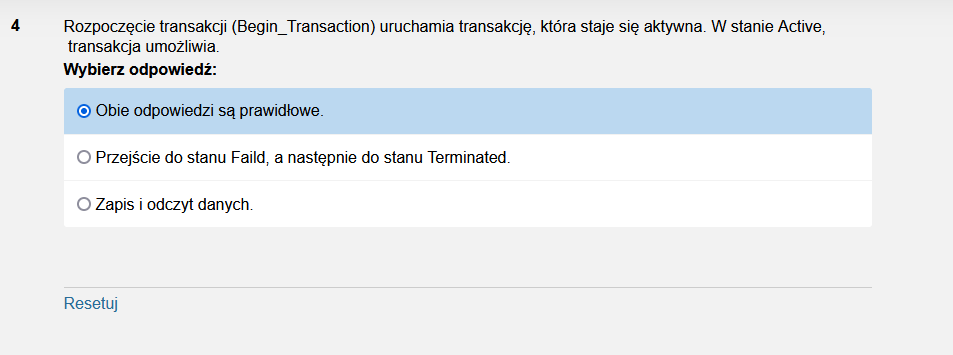 4
Rozpoczęcie transakcji (Begin_Transaction) uruchamia transakcję, która staje się aktywna. W stanie Active,
transakcja umożliwia.
Wybierz odpowiedź:
Obie odpowiedzi są prawidłowe.
Przejście do stanu Faild, a następnie do stanu Terminated.
Zapis i odczyt danych.
Resetuj